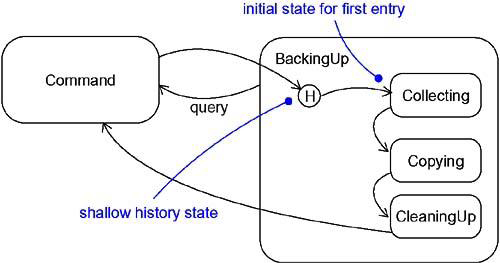 initial state for first entry
BackingUp
Command
H
Collecting
query
Copying
shallow history state
CleaningUp